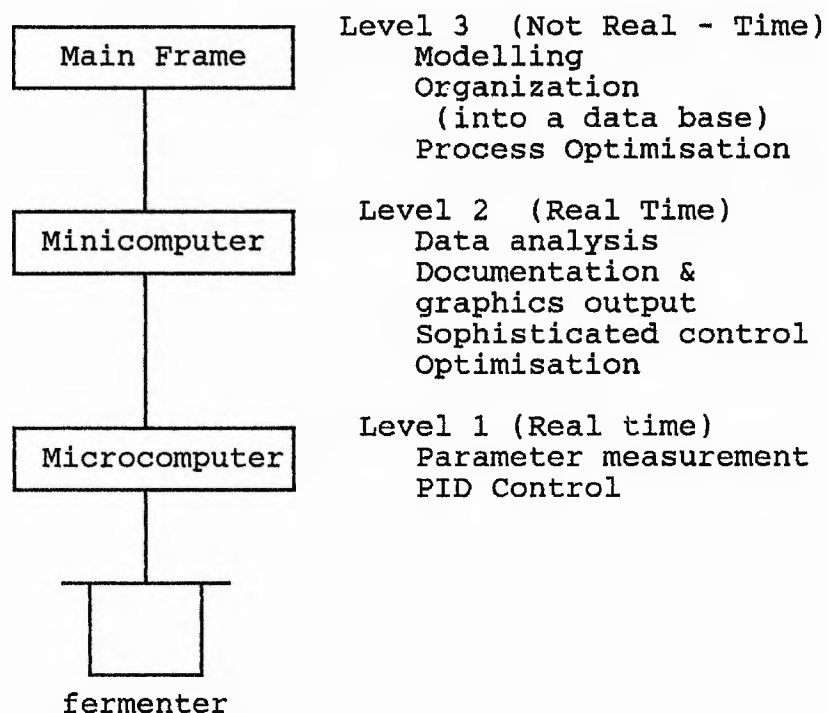 Main Frame
Level 3 (Not Real - Time)
Modelling
Organization
(into a data base)
Process Optimisation
Minicomputer
Level 2 (Real Time)
Data analysis
Documentation &
graphics output
Sophisticated control
Optimisation
Microcomputer
Level 1 (Real time)
Parameter measurement
PID Control
fermenter